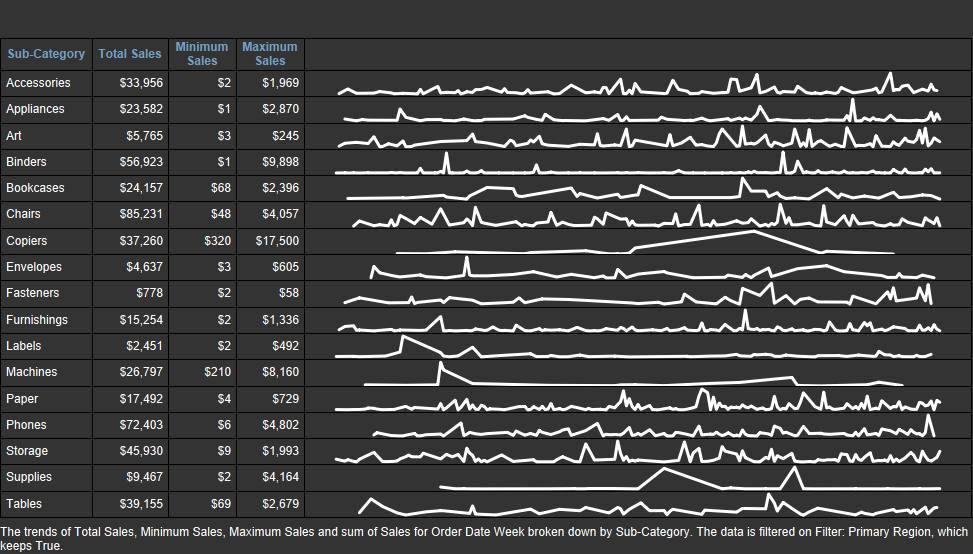 Sub-Category Total Sales Minimum Sales Maximum Sales
Accessories $33,956 $2 $1,969
Appliances $23,582 $1 $2,870
Art $5,765 $3 $245
Binders $56,923 $1 $9,898
Bookcases $24,157 $68 $2,396
Chairs $85,231 $48 $4,057
Copiers $37,260 $320 $17,500
Envelopes $4,637 $3 $605
Fasteners $778 $2 $58
Furnishings $15,254 $2 $1,336
Labels $2,451 $2 $492
Machines $26,797 $210 $8,160
Paper $17,492 $4 $729
Phones $72,403 $6 $4,802
Storage $45,930 $9 $1,993
Supplies $9,467 $2 $4,164
Tables $39,155 $69 $2,679
The trends of Total Sales, Minimum Sales, Maximum Sales and sum of Sales for Order Date Week broken down by Sub-Category. The data is filtered on Filter: Primary Region, which
keeps True.